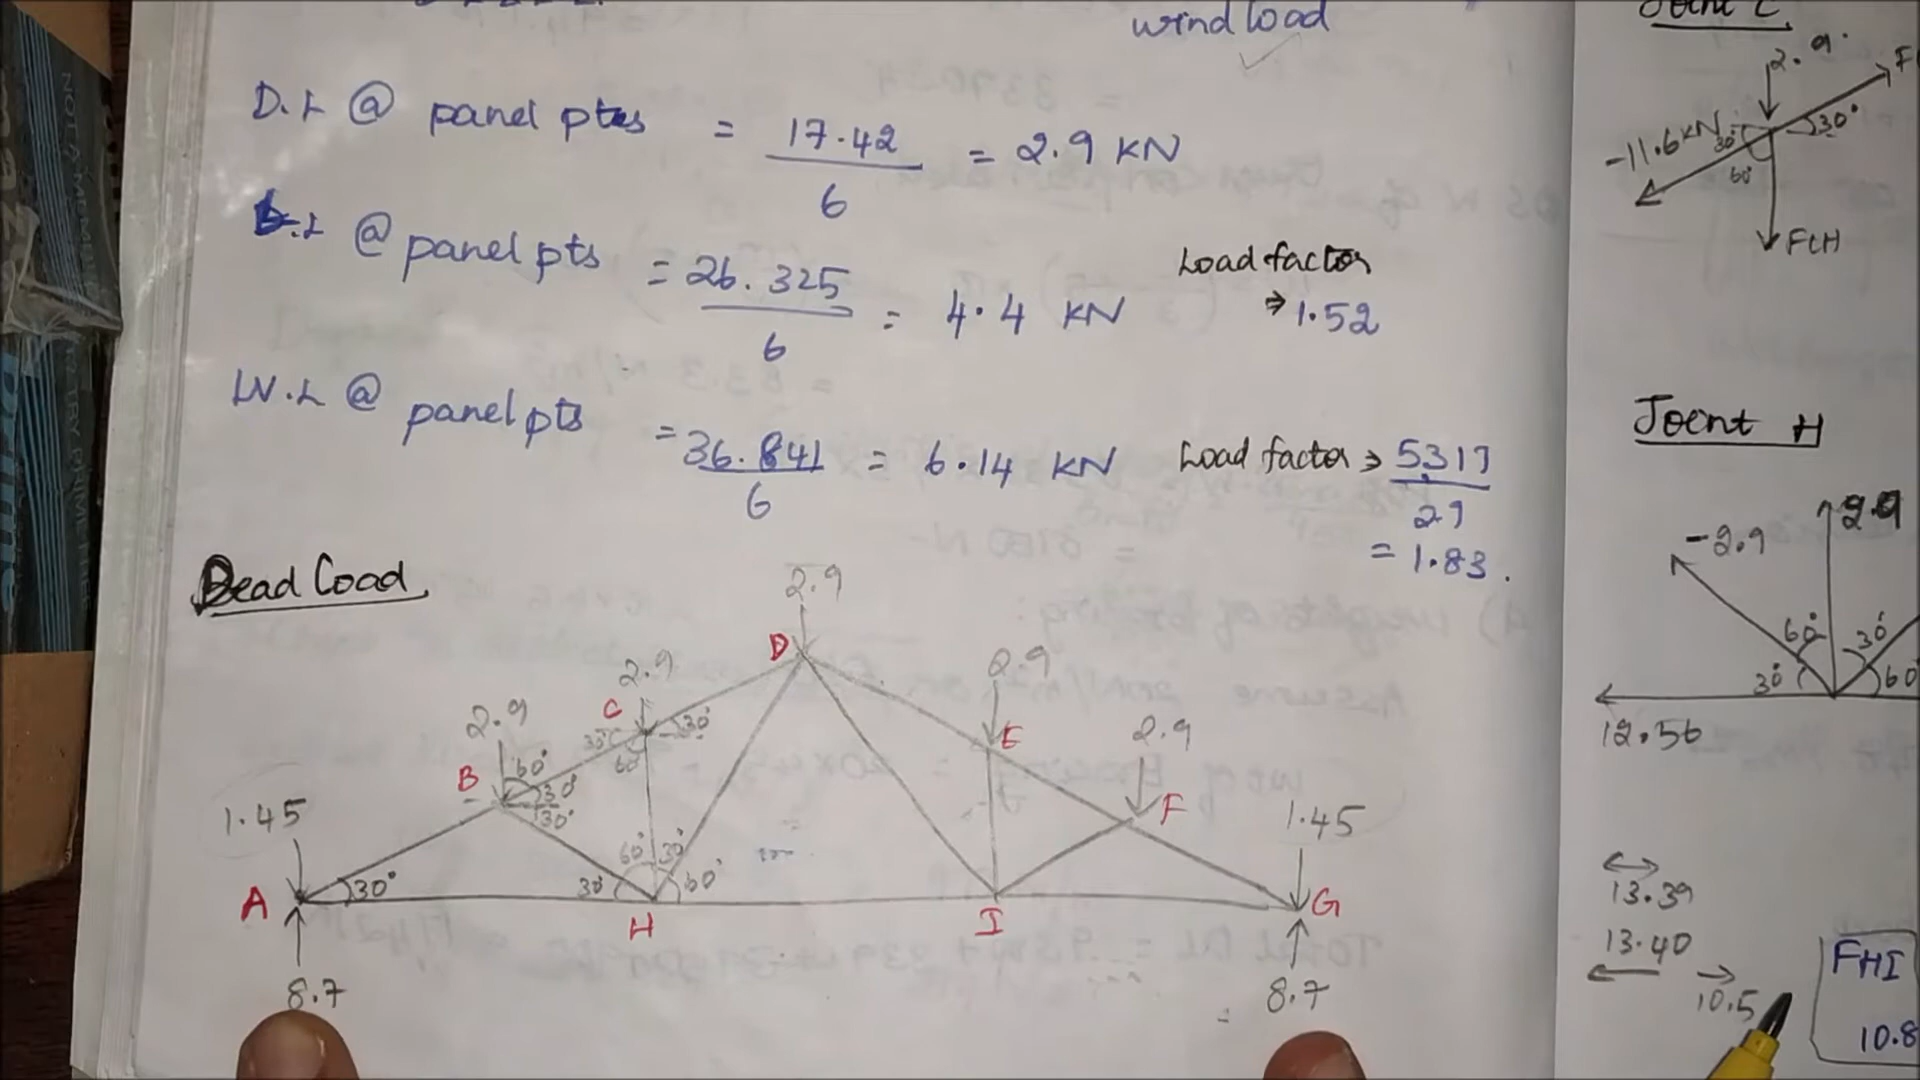 wind load
D.L @ panel pts = 17.42 / 6 = 2.9 KN
L.L @ panel pts = 26.325 / 6 = 4.4 KN
Load factor
⇒ 1.52
W.L @ panel pts = 36.841 / 6 = 6.14 KN
Load factor ⇒ 5317 / 29
= 1.83.
Dead Load
2.9
D
2.9
C
30°
30°
60°
2.9
B
60°
30°
30°
2.9
E
2.9
F
1.45
A
30°
8.7
60°
30°
30°
60°
H
I
1.45
G
8.7
Joint C
2.9
-11.6 KN
30°
30°
60°
FCH
Joint H
2.9
-2.9
60°
30°
30°
60°
12.56
13.39
13.40
10.5
FHI
10.8